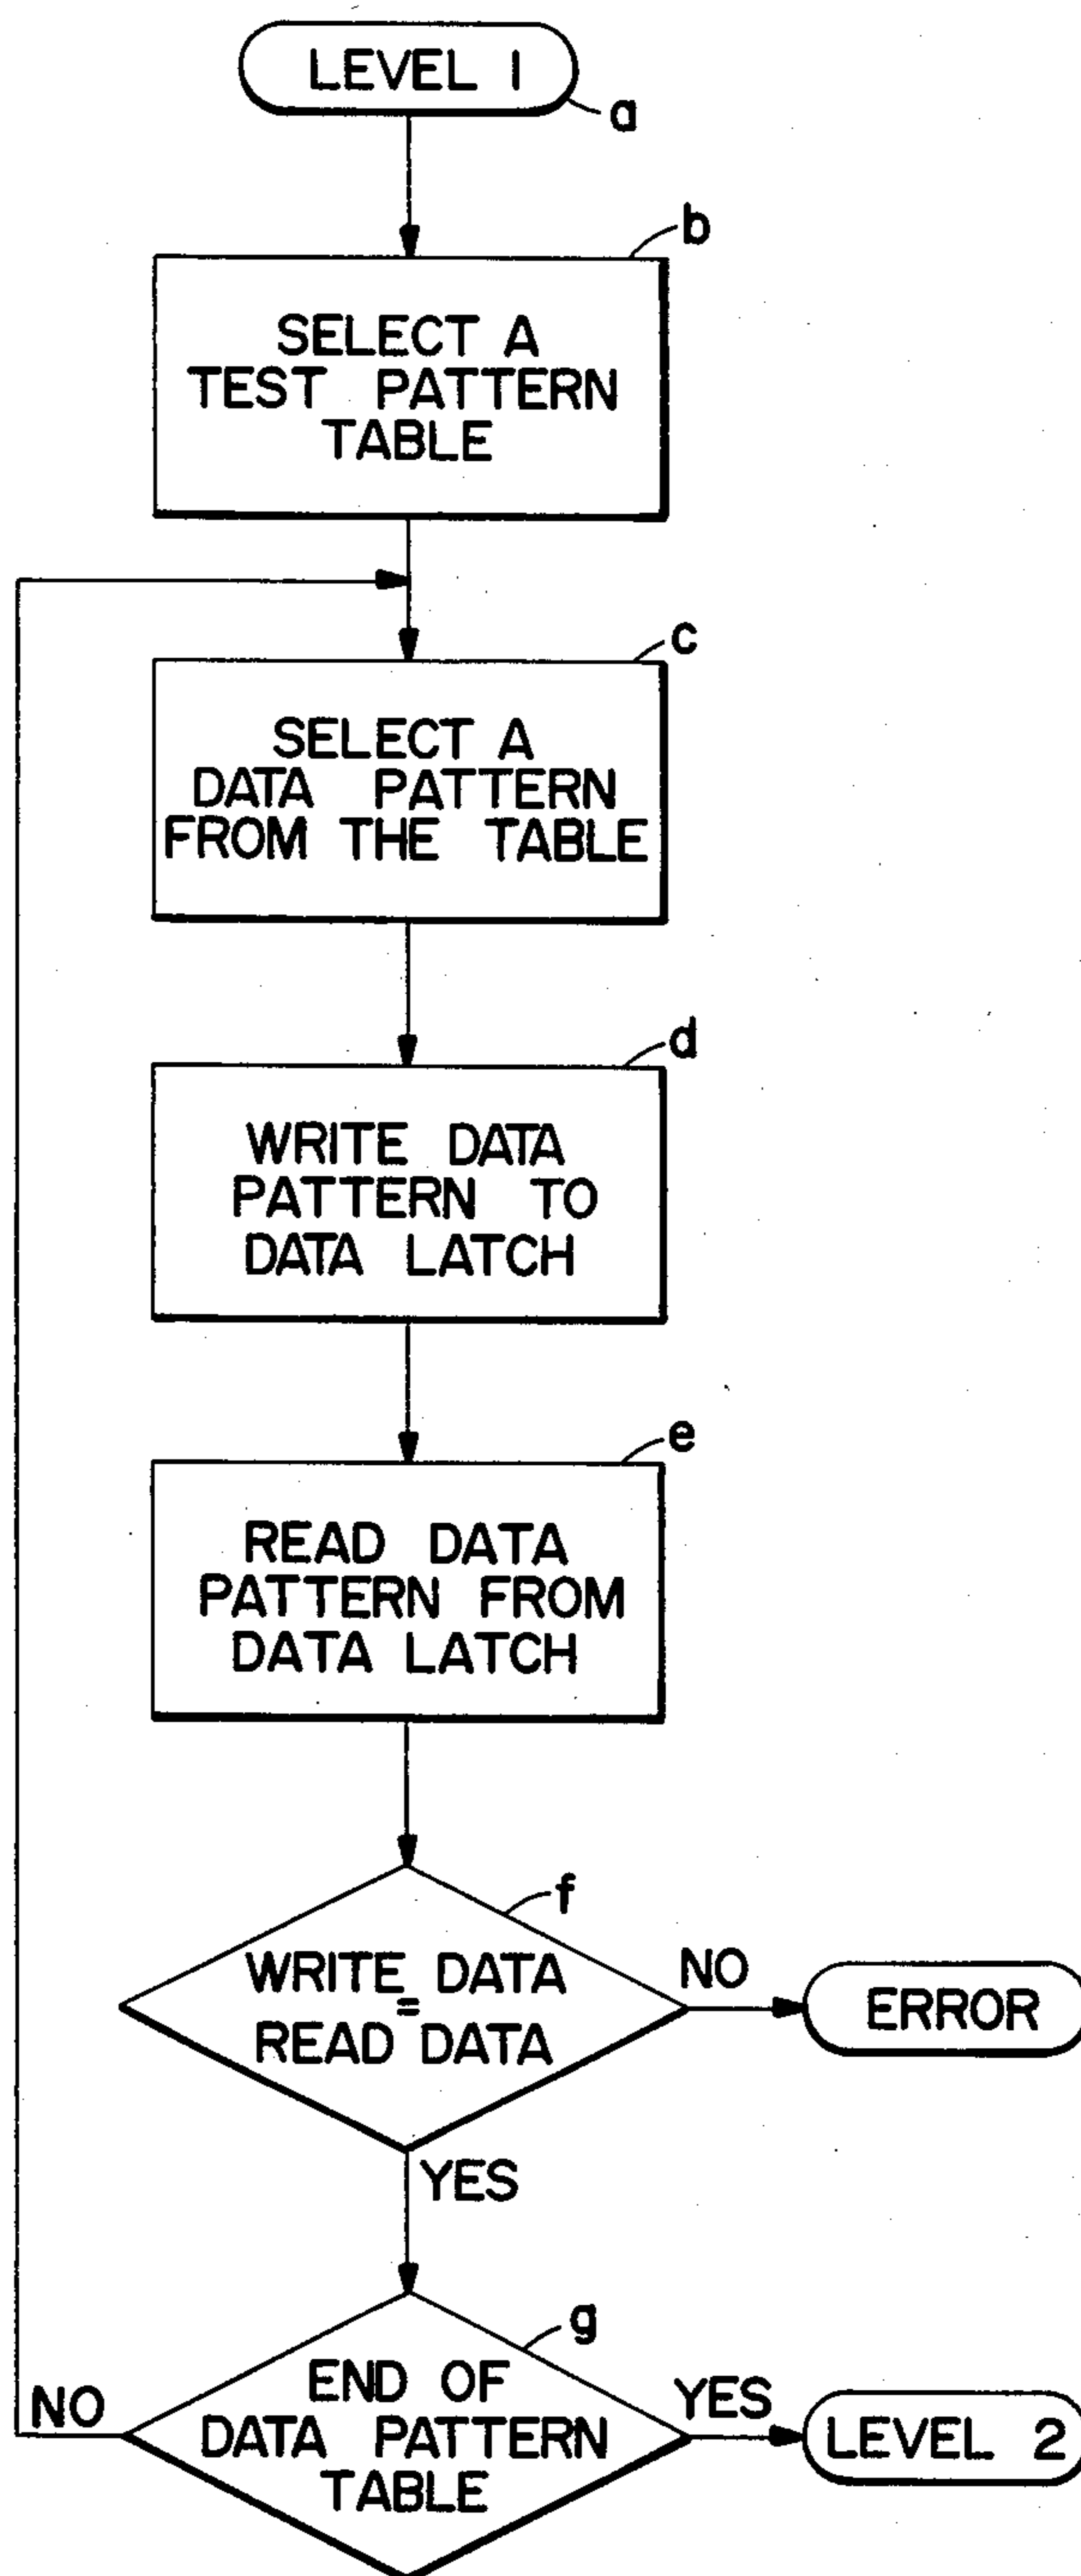 LEVEL 1
a
b
SELECT A
TEST PATTERN
TABLE
c
SELECT A
DATA PATTERN
FROM THE TABLE
d
WRITE DATA
PATTERN TO
DATA LATCH
e
READ DATA
PATTERN FROM
DATA LATCH
f
WRITE DATA
=
READ DATA
NO
ERROR
YES
g
END OF
DATA PATTERN
TABLE
NO
YES
LEVEL 2